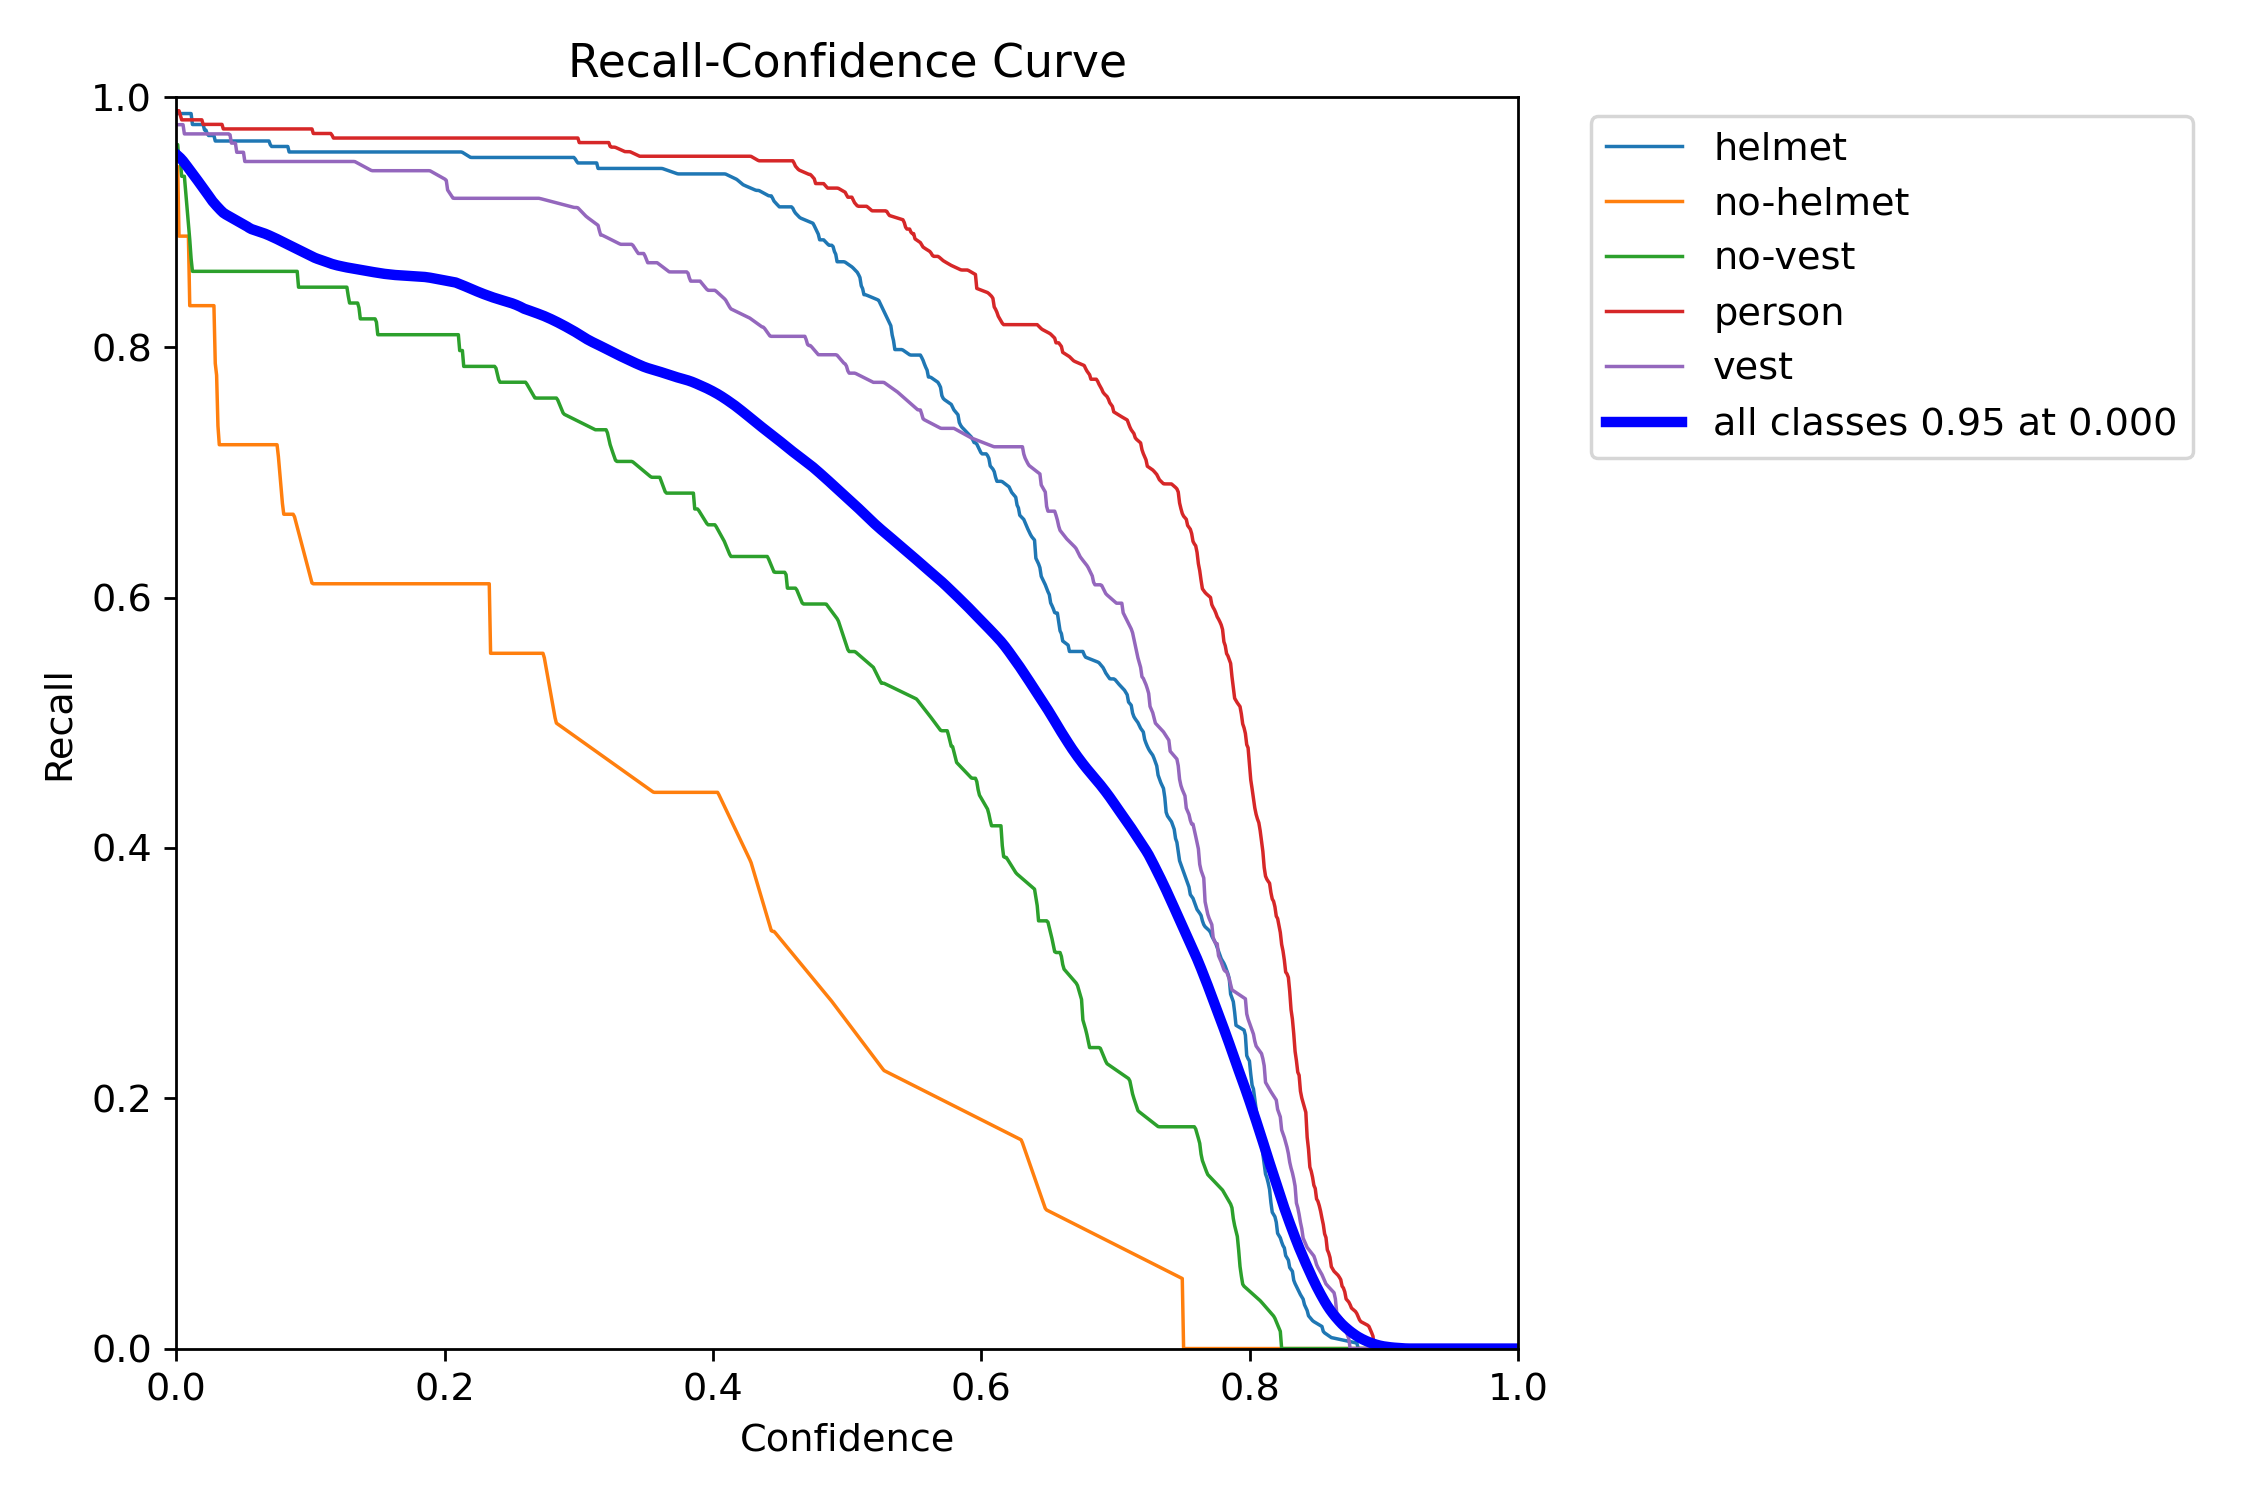 Recall-Confidence Curve
1.0
0.8
0.6
0.4
0.2
0.0
Recall
0.0 0.2 0.4 0.6 0.8 1.0
Confidence
helmet
no-helmet
no-vest
person
vest
all classes 0.95 at 0.000